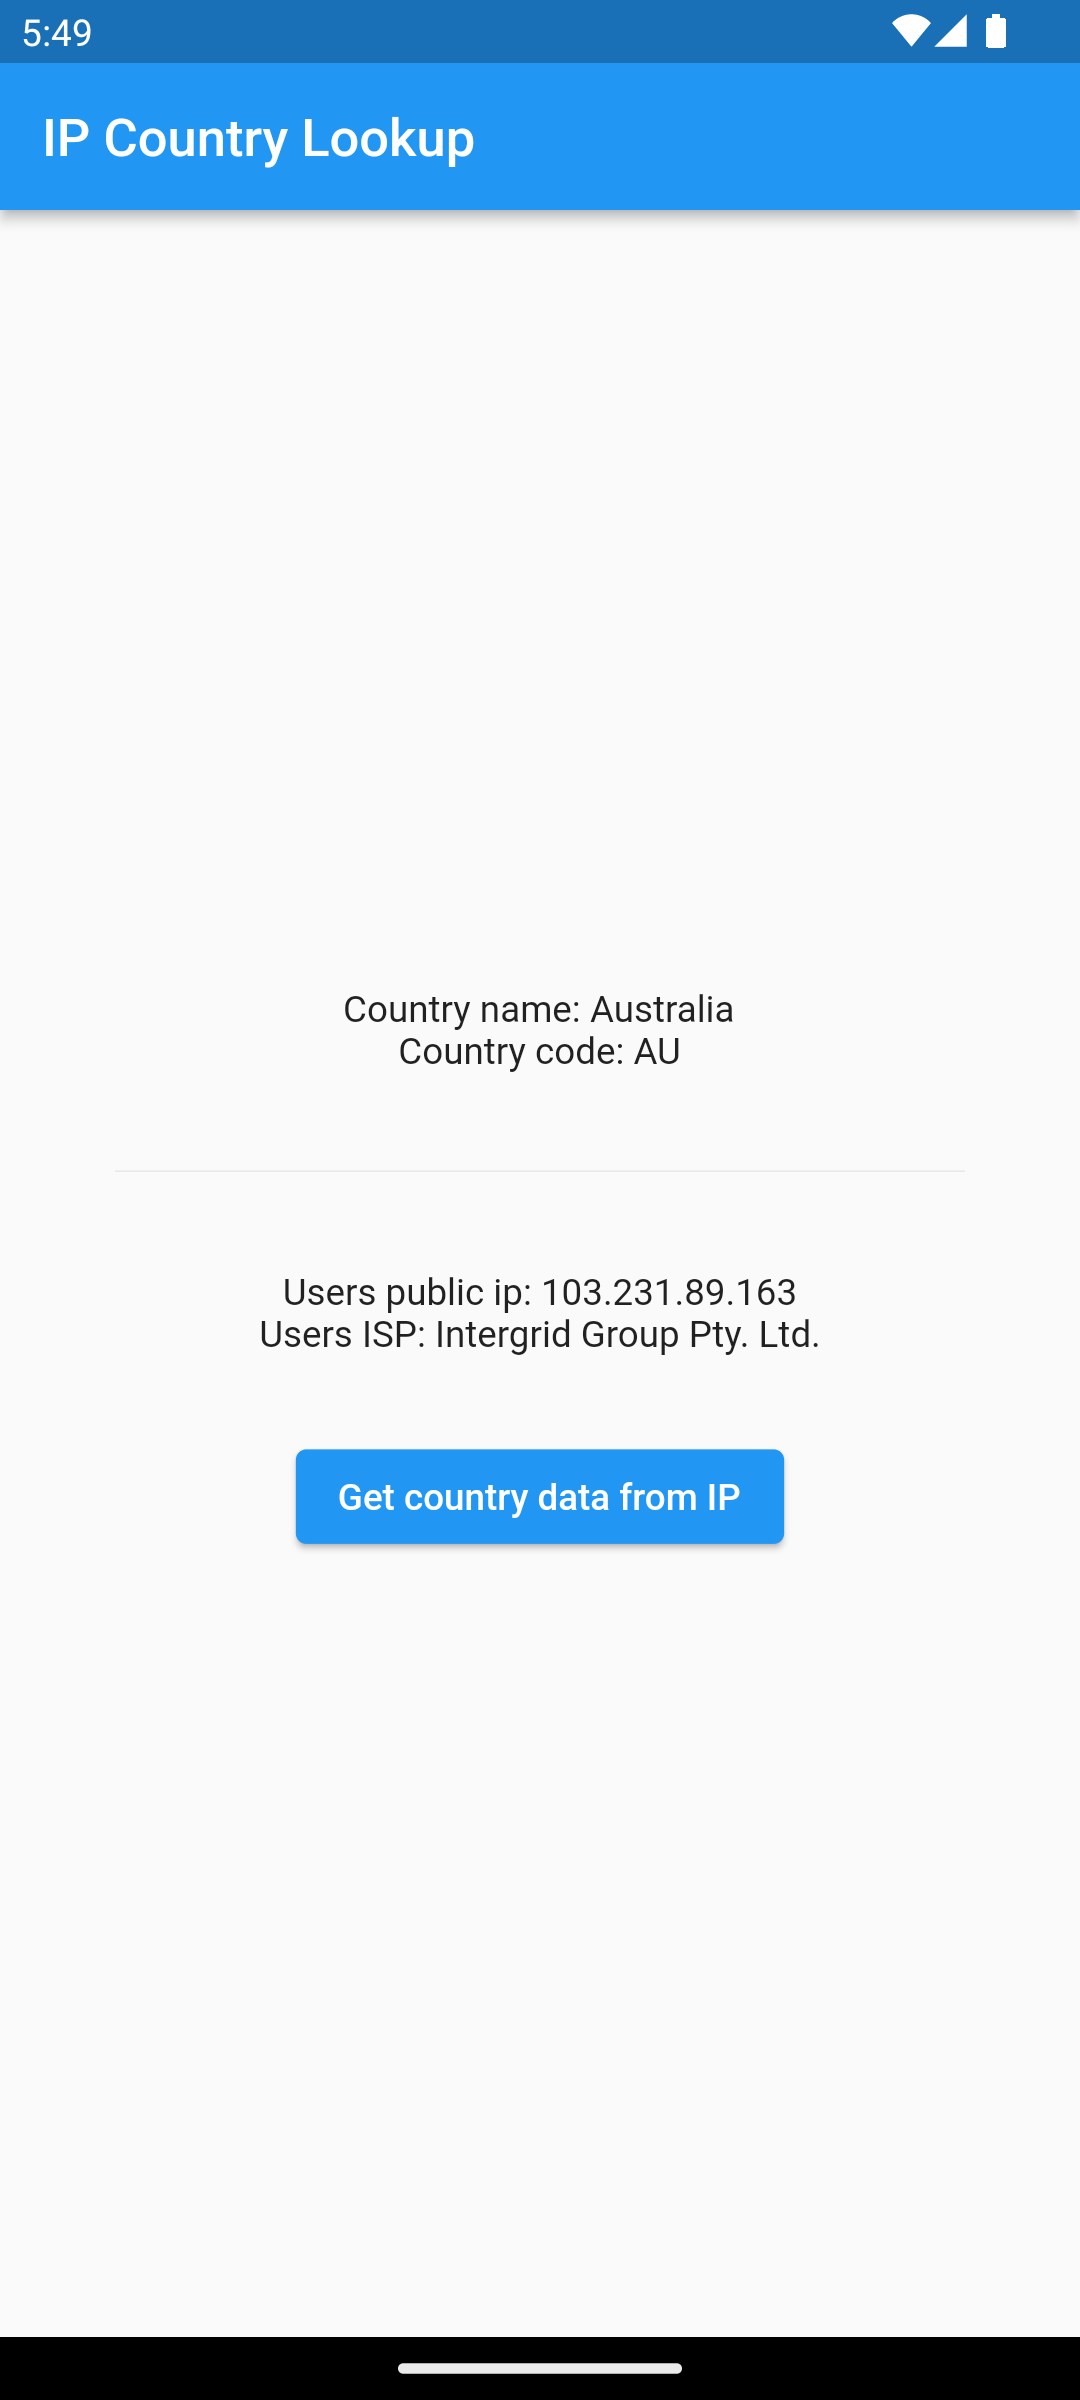 5:49
IP Country Lookup
Country name: Australia
Country code: AU
Users public ip: 103.231.89.163
Users ISP: Intergrid Group Pty. Ltd.
Get country data from IP